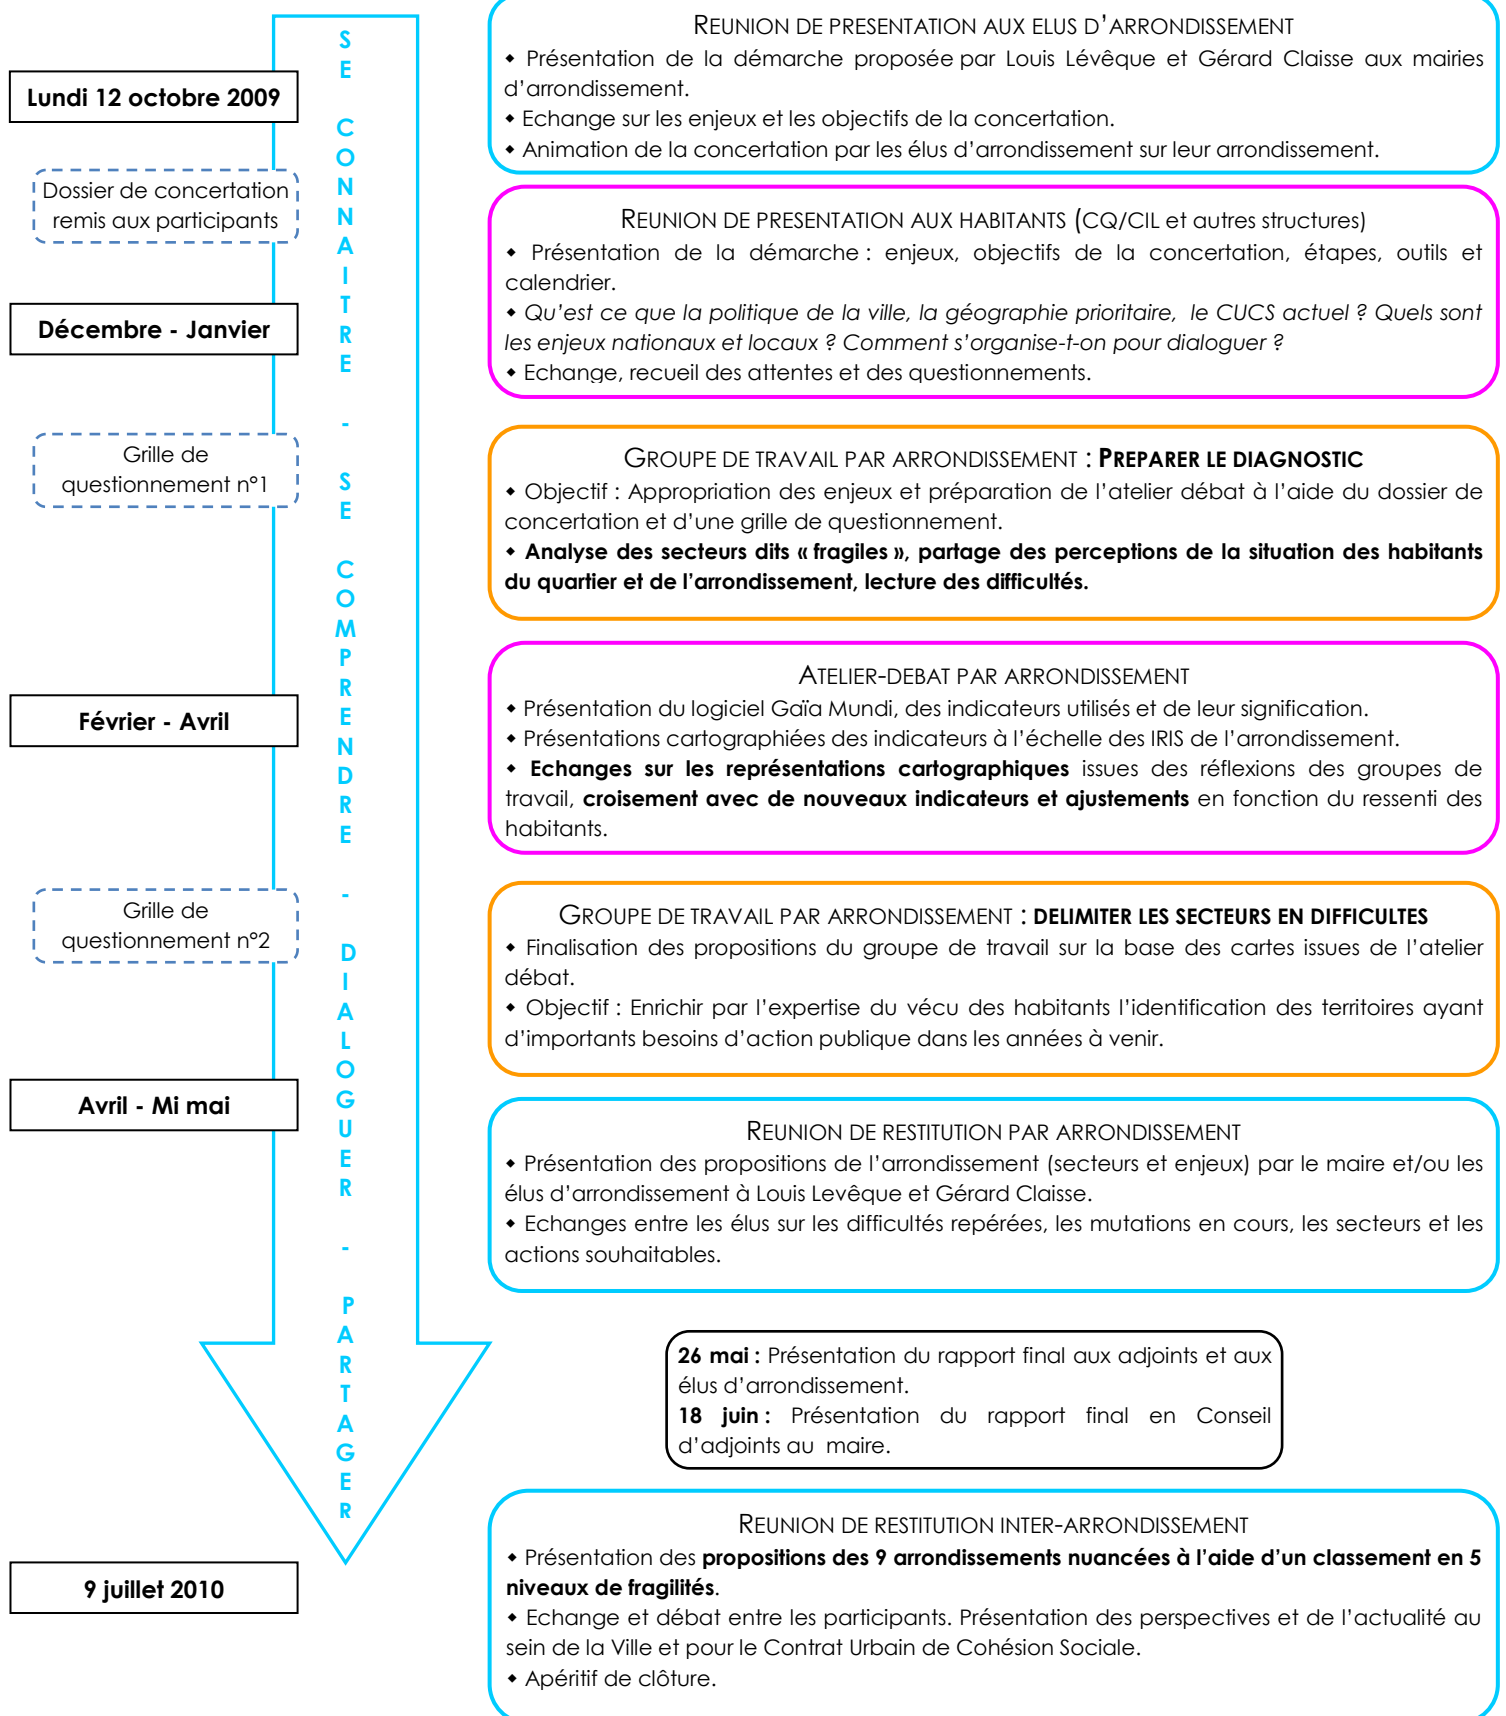 REUNION DE PRESENTATION AUX ELUS D’ARRONDISSEMENT
◆ Présentation de la démarche proposée par Louis Lévêque et Gérard Claisse aux mairies
d’arrondissement.
◆ Echange sur les enjeux et les objectifs de la concertation.
◆ Animation de la concertation par les élus d’arrondissement sur leur arrondissement.
Lundi 12 octobre 2009
Dossier de concertation
remis aux participants
REUNION DE PRESENTATION AUX HABITANTS (CQ/CIL et autres structures)
◆ Présentation de la démarche : enjeux, objectifs de la concertation, étapes, outils et
calendrier.
◆ Qu’est ce que la politique de la ville, la géographie prioritaire, le CUCS actuel ? Quels sont
les enjeux nationaux et locaux ? Comment s’organise-t-on pour dialoguer ?
◆ Echange, recueil des attentes et des questionnements.
Décembre - Janvier
Grille de
questionnement n°1
GROUPE DE TRAVAIL PAR ARRONDISSEMENT : PREPARER LE DIAGNOSTIC
◆ Objectif : Appropriation des enjeux et préparation de l’atelier débat à l’aide du dossier de
concertation et d’une grille de questionnement.
◆ Analyse des secteurs dits « fragiles », partage des perceptions de la situation des habitants
du quartier et de l’arrondissement, lecture des difficultés.
Février - Avril
ATELIER-DEBAT PAR ARRONDISSEMENT
◆ Présentation du logiciel Gaïa Mundi, des indicateurs utilisés et de leur signification.
◆ Présentations cartographiées des indicateurs à l’échelle des IRIS de l’arrondissement.
◆ Echanges sur les représentations cartographiques issues des réflexions des groupes de
travail, croisement avec de nouveaux indicateurs et ajustements en fonction du ressenti des
habitants.
Grille de
questionnement n°2
GROUPE DE TRAVAIL PAR ARRONDISSEMENT : DELIMITER LES SECTEURS EN DIFFICULTES
◆ Finalisation des propositions du groupe de travail sur la base des cartes issues de l’atelier
débat.
◆ Objectif : Enrichir par l’expertise du vécu des habitants l’identification des territoires ayant
d’importants besoins d’action publique dans les années à venir.
Avril - Mi mai
REUNION DE RESTITUTION PAR ARRONDISSEMENT
◆ Présentation des propositions de l’arrondissement (secteurs et enjeux) par le maire et/ou les
élus d’arrondissement à Louis Levêque et Gérard Claisse.
◆ Echanges entre les élus sur les difficultés repérées, les mutations en cours, les secteurs et les
actions souhaitables.
SE CONNAITRE - SE COMPRENDRE - DIALOGUER - PARTAGER
26 mai : Présentation du rapport final aux adjoints et aux
élus d’arrondissement.
18 juin : Présentation du rapport final en Conseil
d’adjoints au maire.
9 juillet 2010
REUNION DE RESTITUTION INTER-ARRONDISSEMENT
◆ Présentation des propositions des 9 arrondissements nuancées à l’aide d’un classement en 5
niveaux de fragilités.
◆ Echange et débat entre les participants. Présentation des perspectives et de l’actualité au
sein de la Ville et pour le Contrat Urbain de Cohésion Sociale.
◆ Apéritif de clôture.